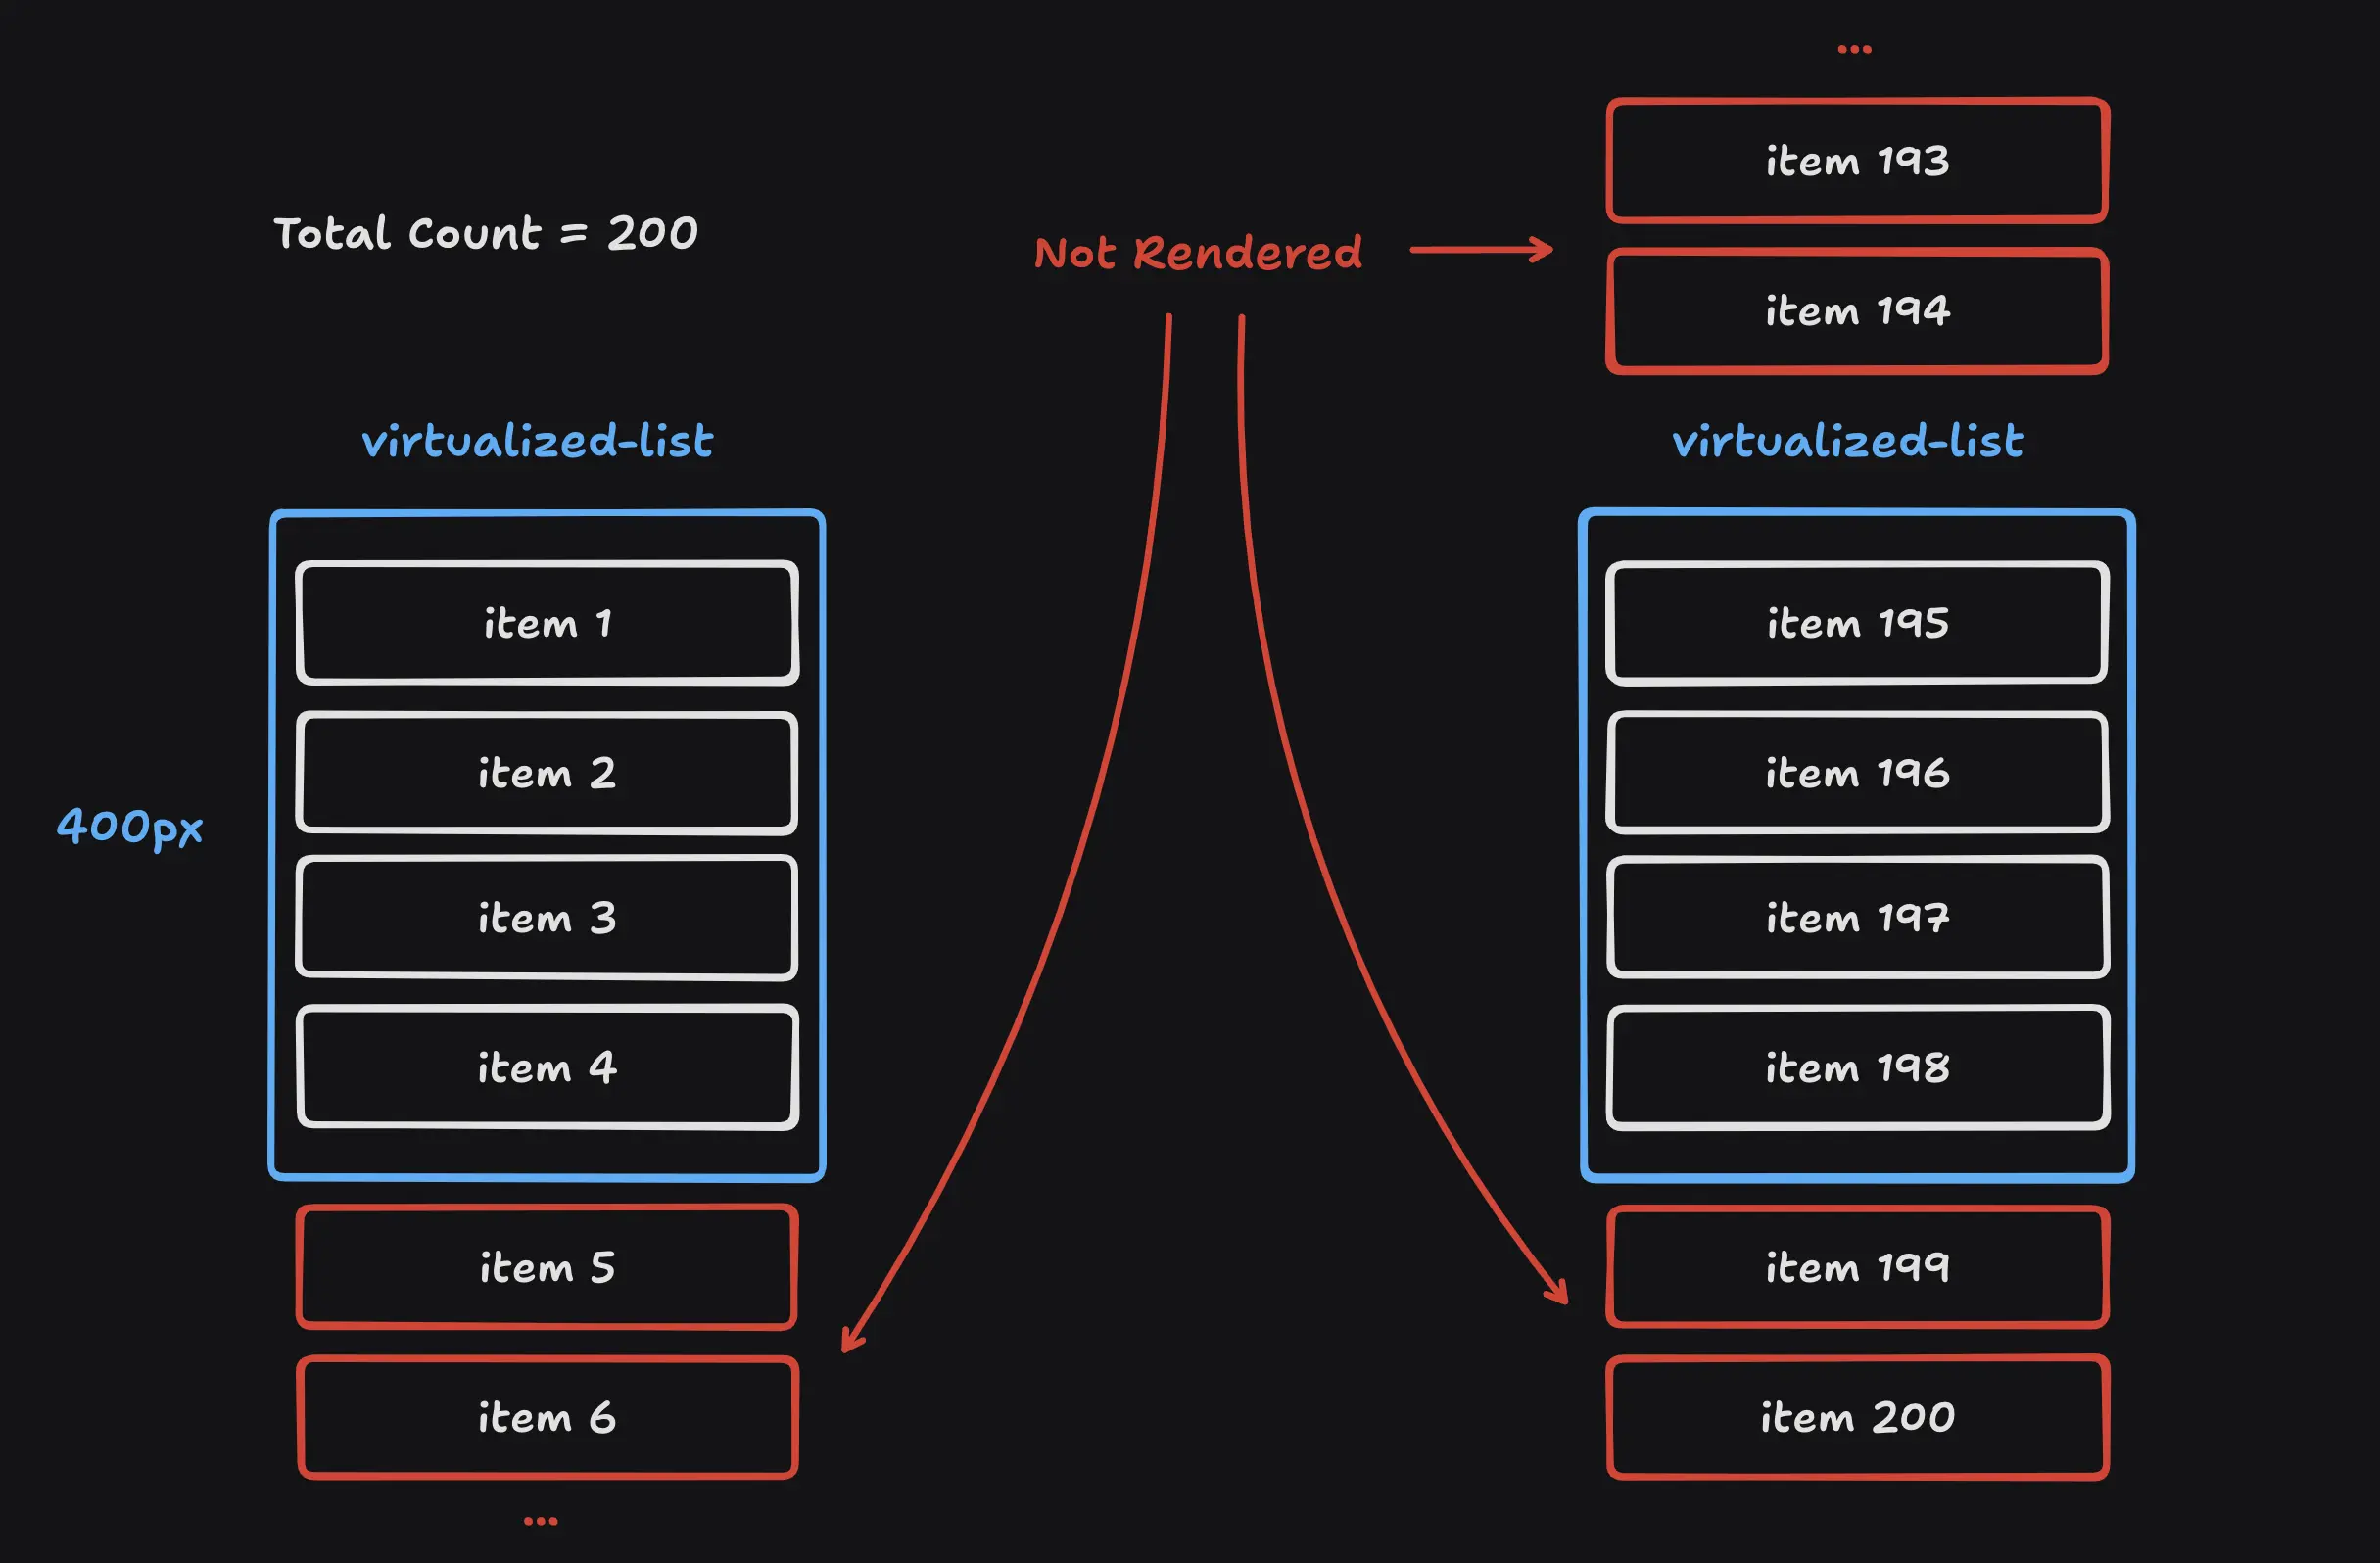 Total Count = 200
Not Rendered
virtualized-list
400px
item 1
item 2
item 3
item 4
item 5
item 6
...
...
item 193
item 194
virtualized-list
item 195
item 196
item 197
item 198
item 199
item 200